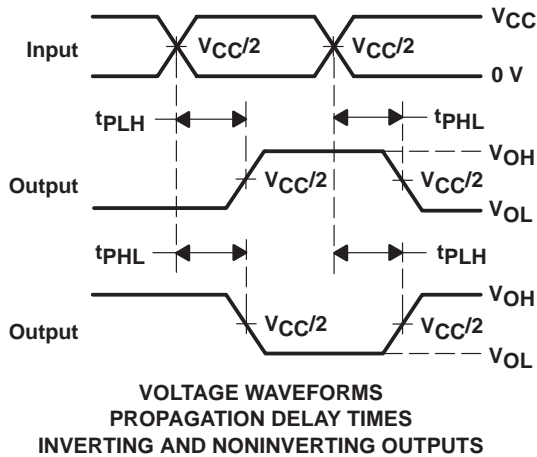 VCC
Input VCC/2 VCC/2
0 V
tPLH tPHL
VOH
Output VCC/2 VCC/2
VOL
tPHL tPLH
VOH
Output VCC/2 VCC/2
VOL
VOLTAGE WAVEFORMS
PROPAGATION DELAY TIMES
INVERTING AND NONINVERTING OUTPUTS